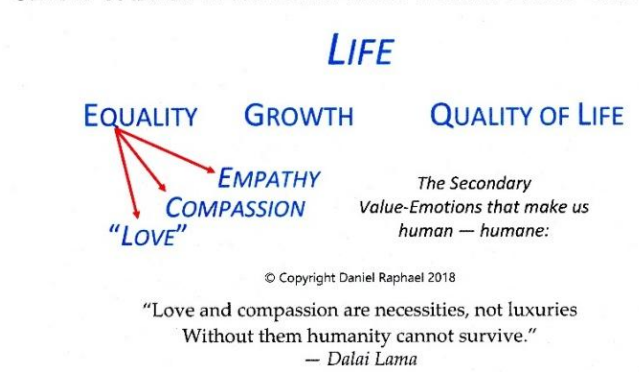 LIFE
EQUALITY GROWTH QUALITY OF LIFE
EMPATHY
COMPASSION
“LOVE”
The Secondary
Value-Emotions that make us
human — humane:
© Copyright Daniel Raphael 2018
“Love and compassion are necessities, not luxuries
Without them humanity cannot survive.”
— Dalai Lama